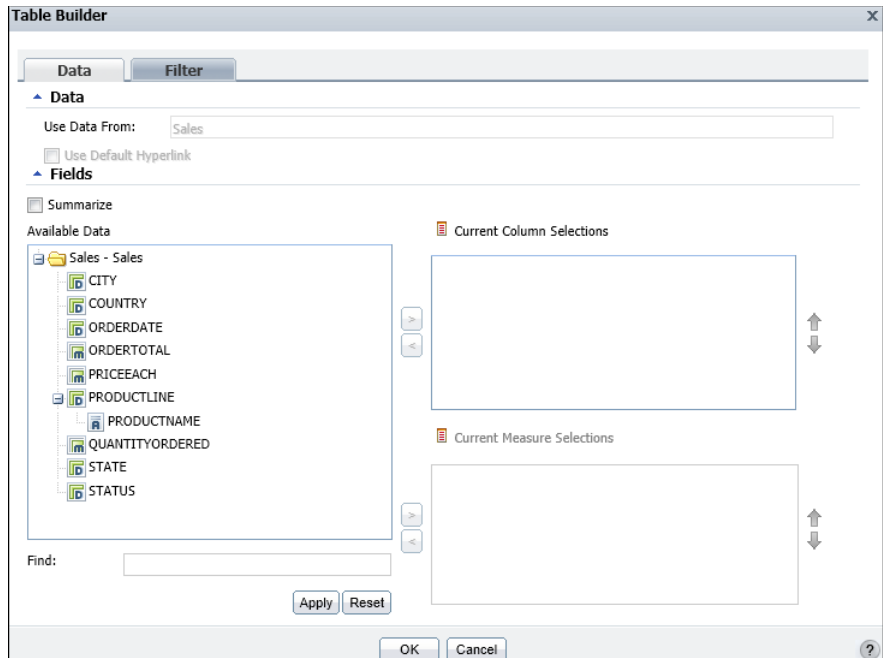 Table Builder x
Data Filter
Data
Use Data From: Sales
Use Default Hyperlink
Fields
Summarize
Available Data
Sales - Sales
CITY
COUNTRY
ORDERDATE
ORDERTOTAL
PRICEEACH
PRODUCTLINE
PRODUCTNAME
QUANTITYORDERED
STATE
STATUS
Find:
Apply Reset
Current Column Selections
>
<
Current Measure Selections
>
<
OK Cancel ?